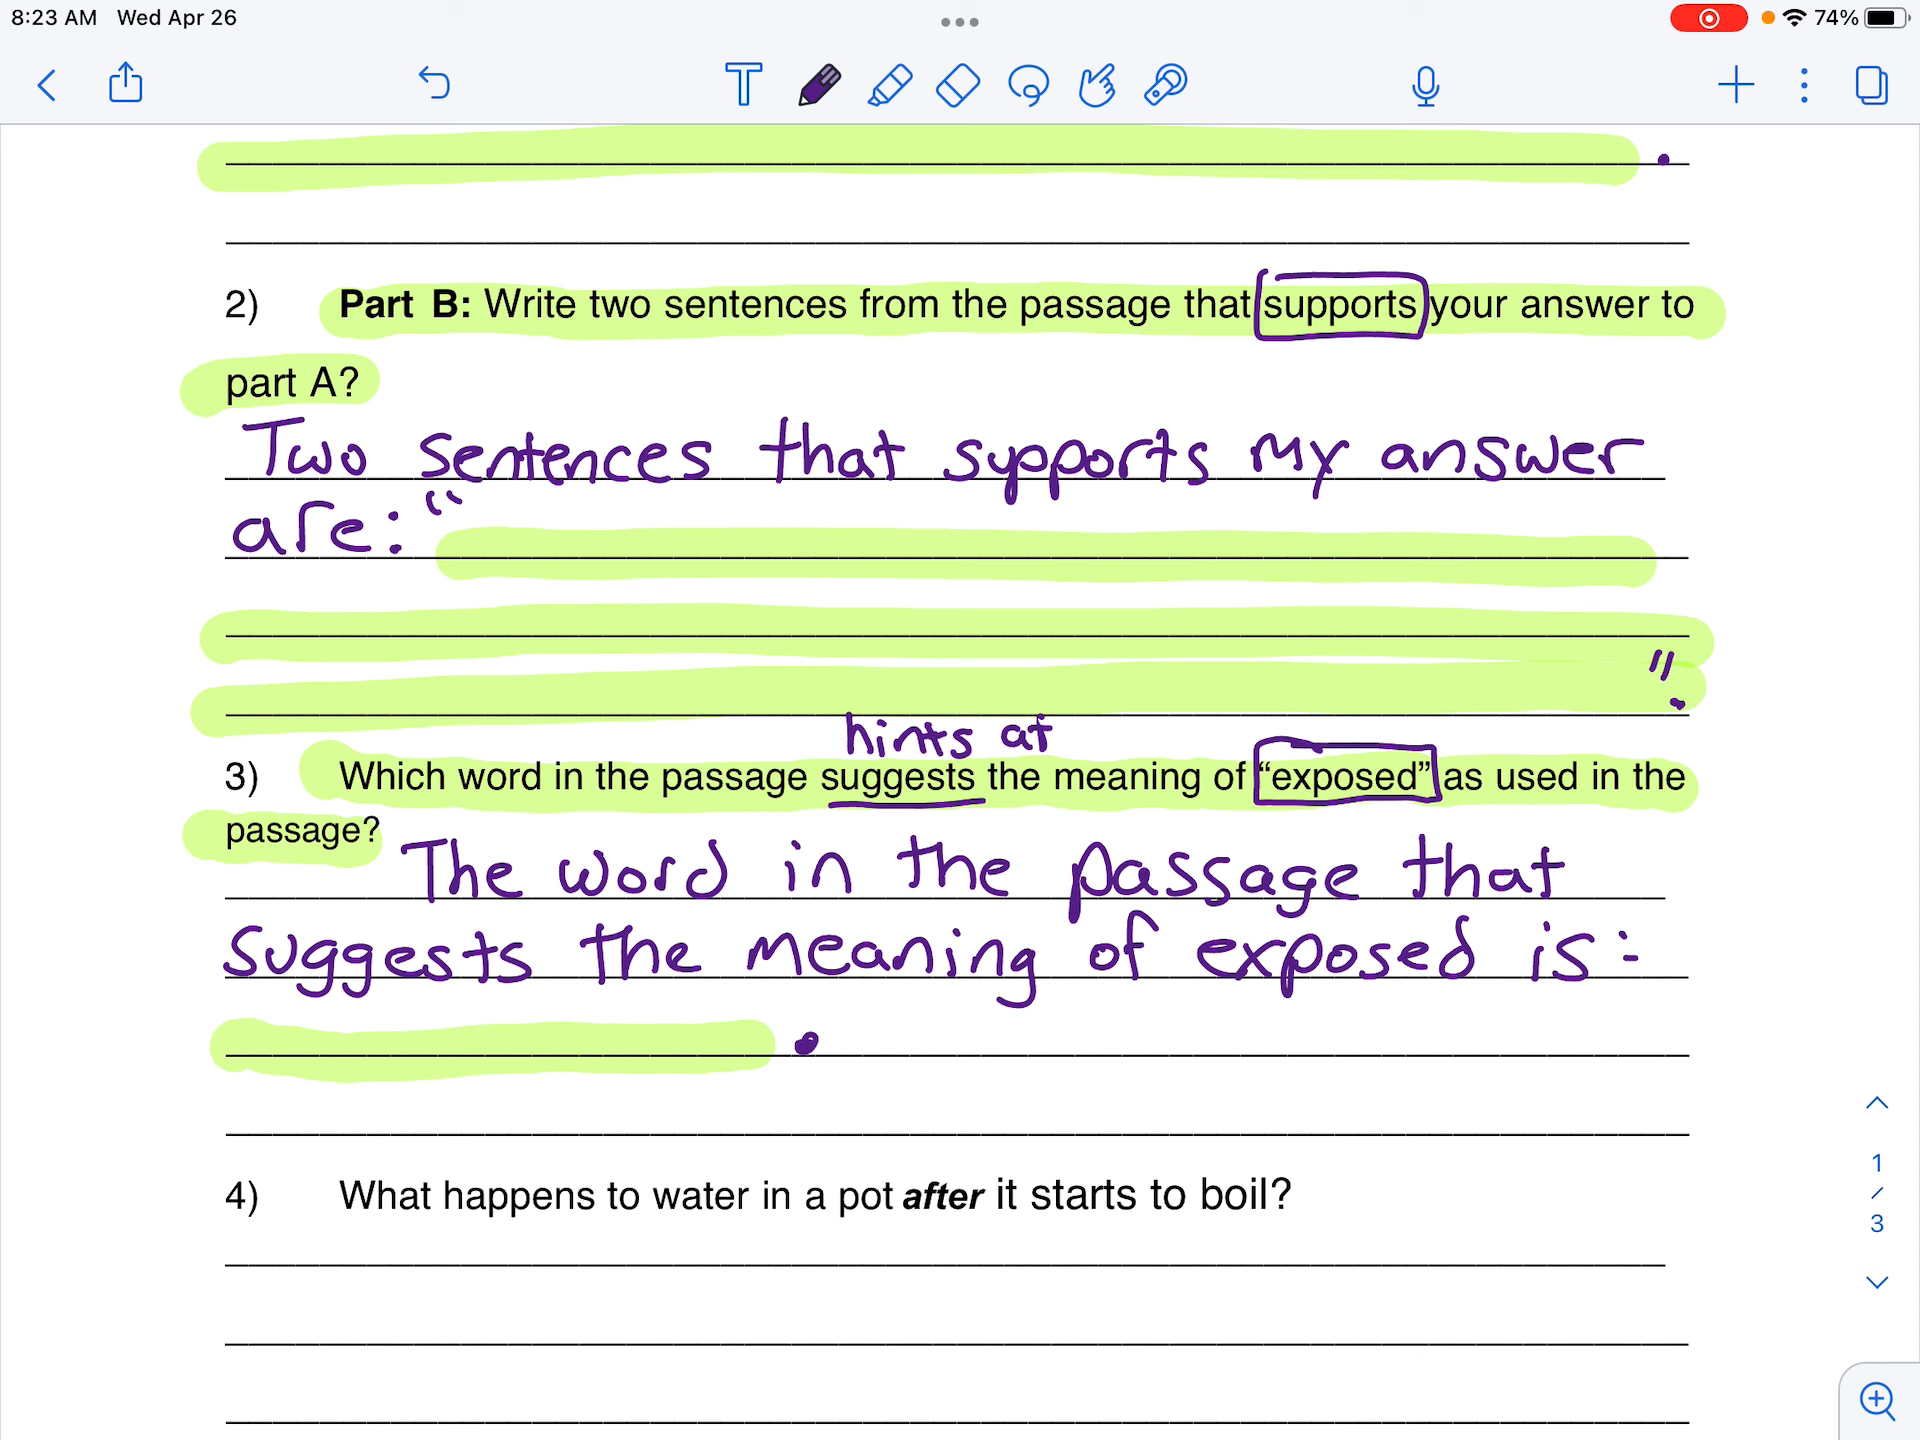 8:23 AM Wed Apr 26
74%
2) Part B: Write two sentences from the passage that supports your answer to
part A?
Two sentences that supports my answer
are: "
".
hints at
3) Which word in the passage suggests the meaning of “exposed” as used in the
passage?
The word in the passage that
suggests the meaning of exposed is:
.
4) What happens to water in a pot after it starts to boil?
1
/
3